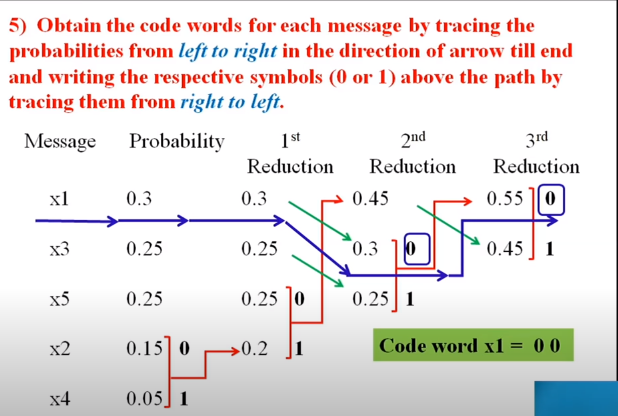 5) Obtain the code words for each message by tracing the
probabilities from left to right in the direction of arrow till end
and writing the respective symbols (0 or 1) above the path by
tracing them from right to left.
Message Probability 1st Reduction 2nd Reduction 3rd Reduction
x1 0.3 0.3 0.45 0.55 0
x3 0.25 0.25 0.3 0 0.45 1
x5 0.25 0.25 0 0.25 1
x2 0.15 0 0.2 1 Code word x1 = 0 0
x4 0.05 1